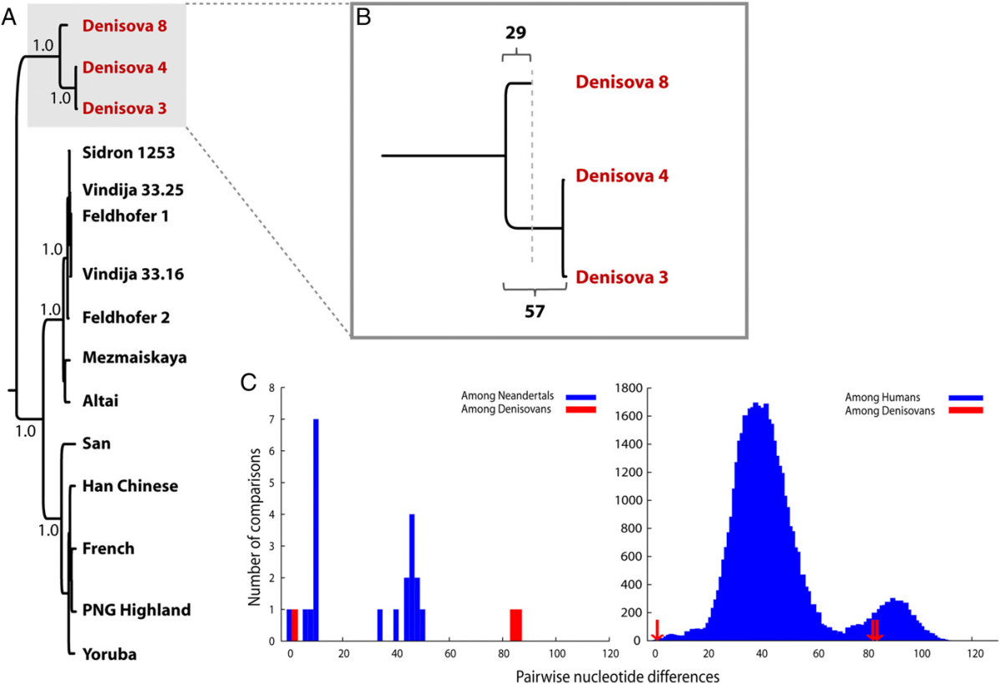 A
Denisova 8
1.0
Denisova 4
1.0
Denisova 3
Sidron 1253
Vindija 33.25
Feldhofer 1
1.0
Vindija 33.16
1.0
Feldhofer 2
Mezmaiskaya
Altai
1.0
San
Han Chinese
1.0
French
PNG Highland
Yoruba
B
29
Denisova 8
Denisova 4
Denisova 3
57
C
8
7
6
5
4
3
2
1
0
Number of comparisons
Among Neandertals
Among Denisovans
0 20 40 60 80 100 120
1800
1600
1400
1200
1000
800
600
400
200
0
Among Humans
Among Denisovans
0 20 40 60 80 100 120
Pairwise nucleotide differences